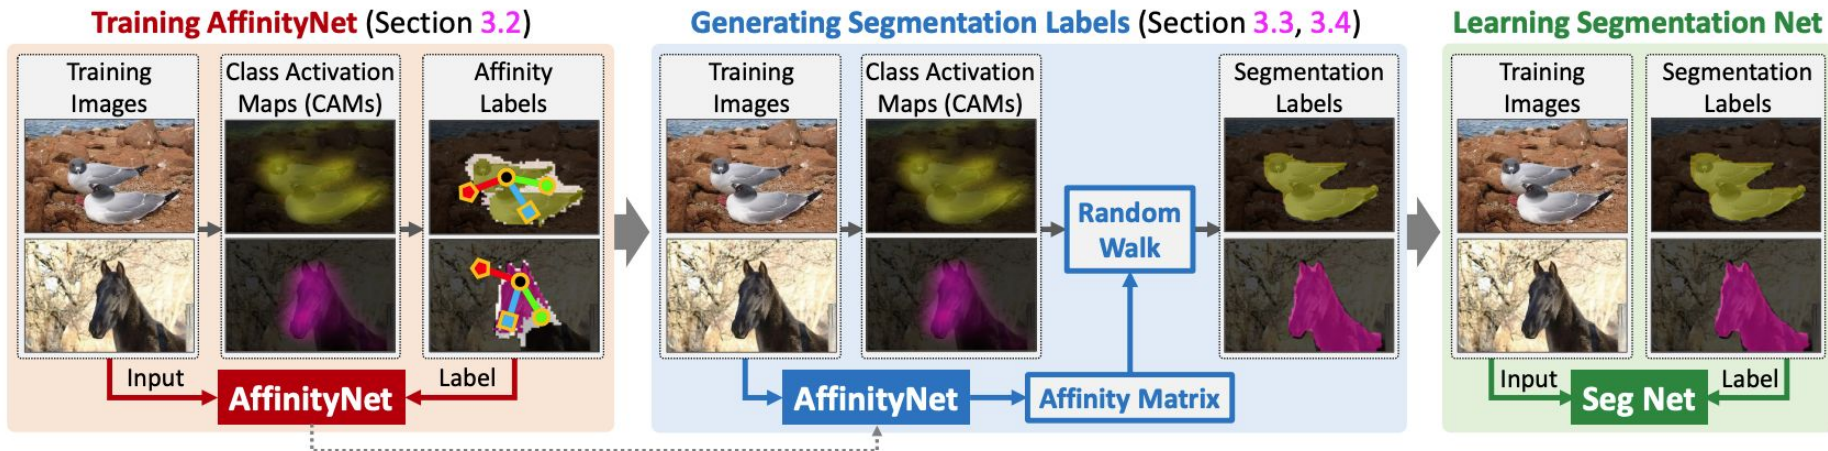 Training AffinityNet (Section 3.2)
Training
Images
Class Activation
Maps (CAMs)
Affinity
Labels
Input
AffinityNet
Label
Generating Segmentation Labels (Section 3.3, 3.4)
Training
Images
Class Activation
Maps (CAMs)
Segmentation
Labels
Random
Walk
AffinityNet
Affinity Matrix
Learning Segmentation Net
Training
Images
Segmentation
Labels
Input
Seg Net
Label